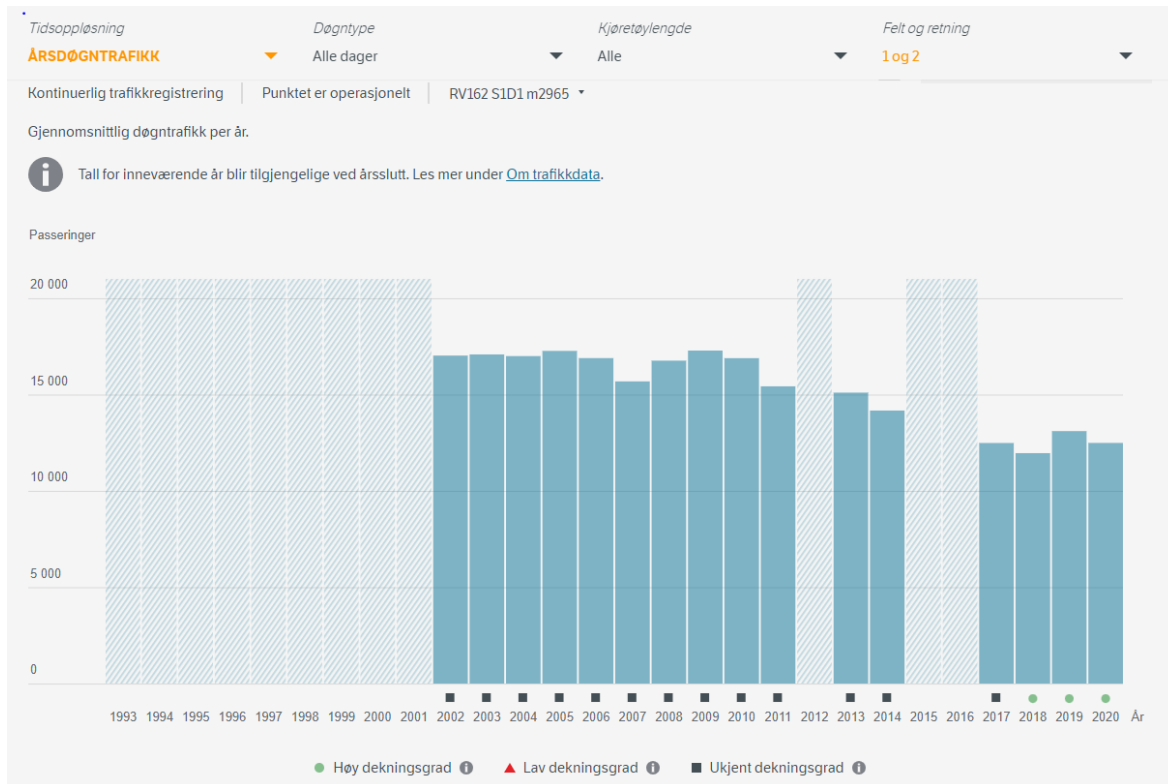 Tidsoppløsning Døgntype Kjøretøylengde Felt og retning
ÅRSDØGNTRAFIKK Alle dager Alle 1 og 2
Kontinuerlig trafikkregistrering Punktet er operasjonelt RV162 S1D1 m2965
Gjennomsnittlig døgntrafikk per år.
Tall for inneværende år blir tilgjengelige ved årsslutt. Les mer under Om trafikkdata.
Passeringer
20 000
15 000
10 000
5 000
0
1993 1994 1995 1996 1997 1998 1999 2000 2001 2002 2003 2004 2005 2006 2007 2008 2009 2010 2011 2012 2013 2014 2015 2016 2017 2018 2019 2020 År
Høy dekningsgrad Lav dekningsgrad Ukjent dekningsgrad